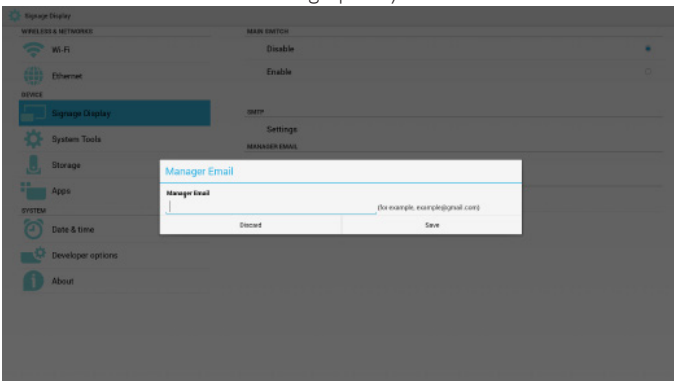 Signage Display
WIRELESS & NETWORKS
Wi-Fi
Ethernet
DEVICE
Signage Display
System Tools
Storage
Apps
SYSTEM
Date & time
Developer options
About
MAIN SWITCH
Disable
Enable
SMTP
Settings
MANAGER EMAIL
Manager Email
Manager Email
(for example, example@gmail.com)
Discard
Save